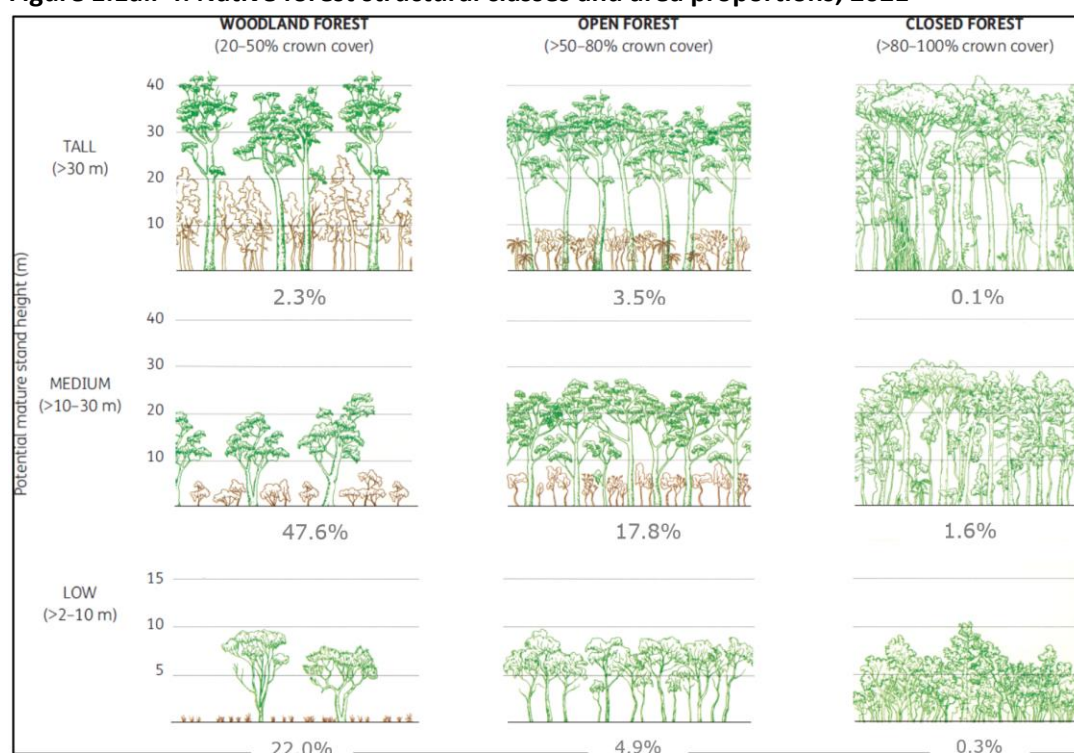 WOODLAND FOREST
(20–50% crown cover)
OPEN FOREST
(>50–80% crown cover)
CLOSED FOREST
(>80–100% crown cover)
Potential mature stand height (m)
TALL
(>30 m)
40
30
20
10
2.3%
3.5%
0.1%
MEDIUM
(>10–30 m)
40
30
20
10
47.6%
17.8%
1.6%
LOW
(>2–10 m)
15
10
5
22.0%
4.9%
0.3%